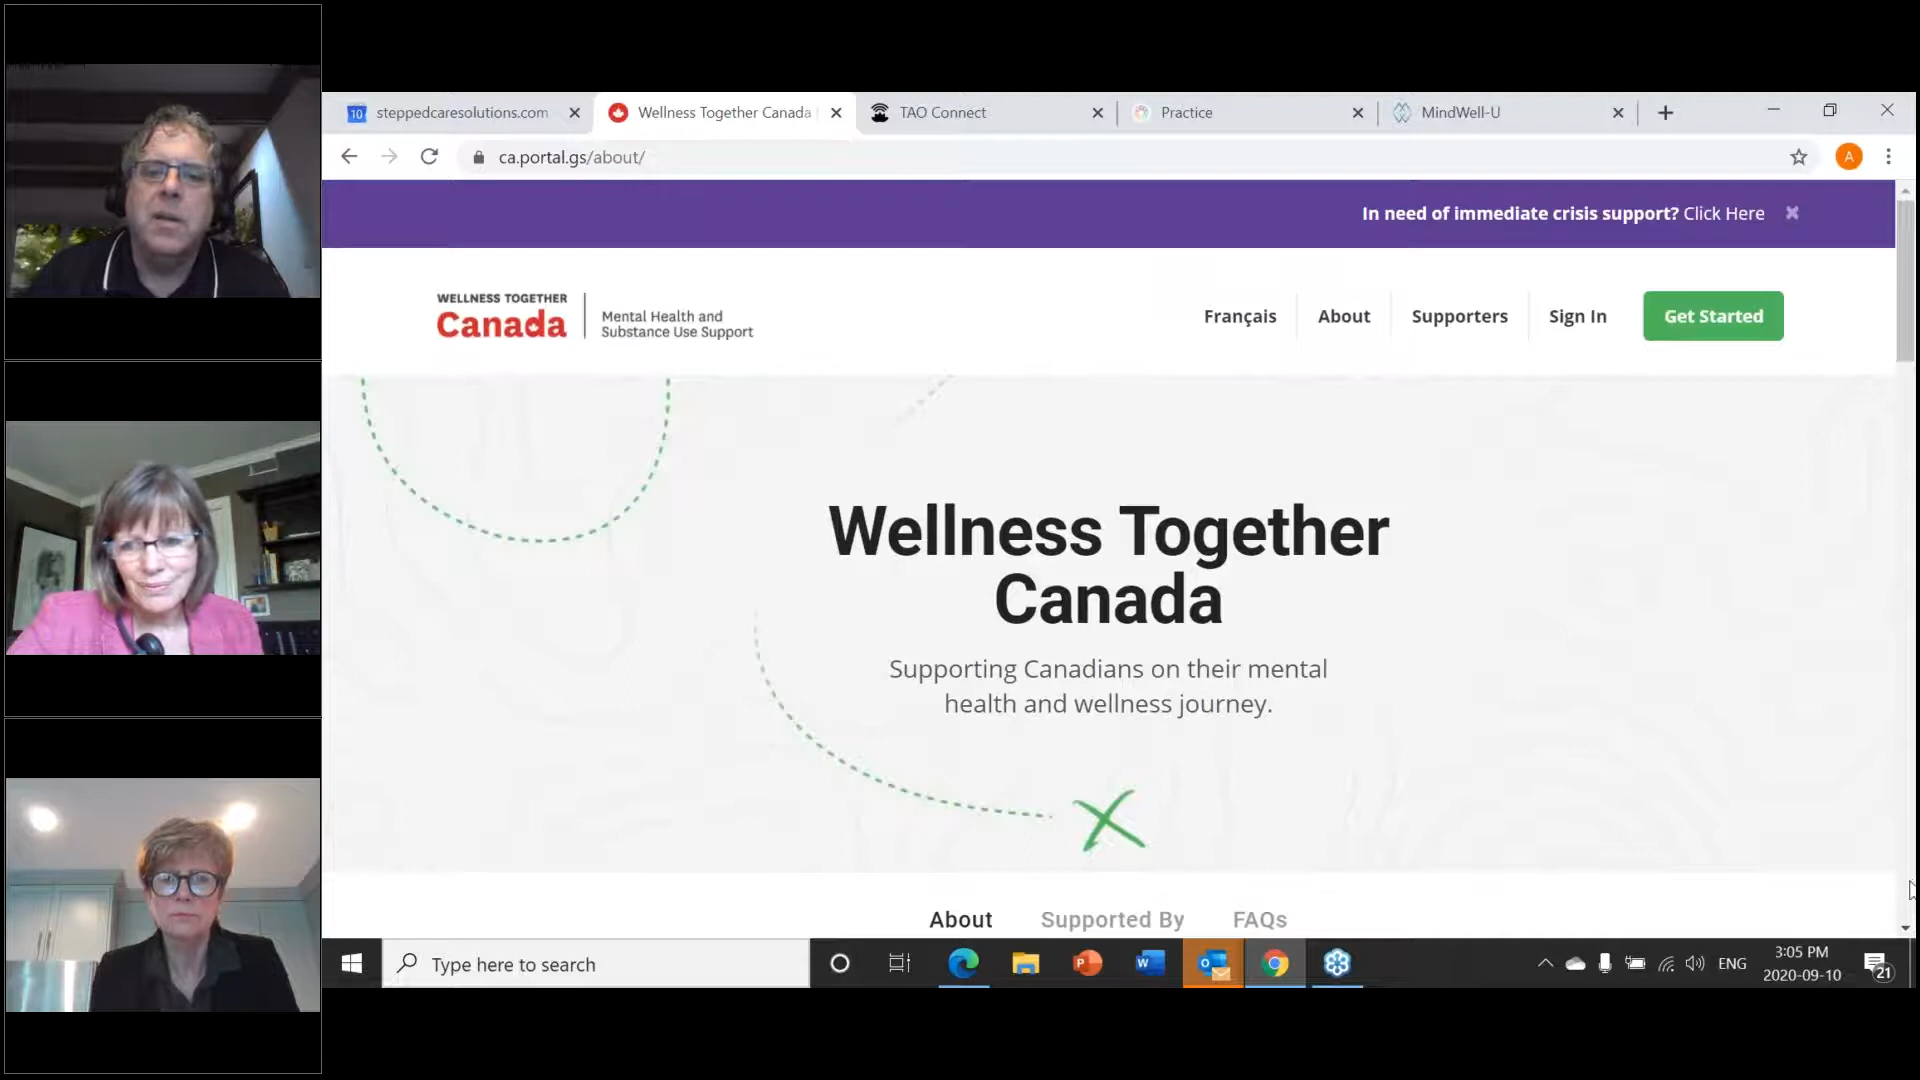 10 steppedcaresolutions.com
Wellness Together Canada
TAO Connect
Practice
MindWell-U
ca.portal.gs/about/
A
In need of immediate crisis support? Click Here
WELLNESS TOGETHER
Canada
Mental Health and
Substance Use Support
Français
About
Supporters
Sign In
Get Started
Wellness Together
Canada
Supporting Canadians on their mental
health and wellness journey.
About
Supported By
FAQs
Type here to search
ENG
3:05 PM
2020-09-10
21